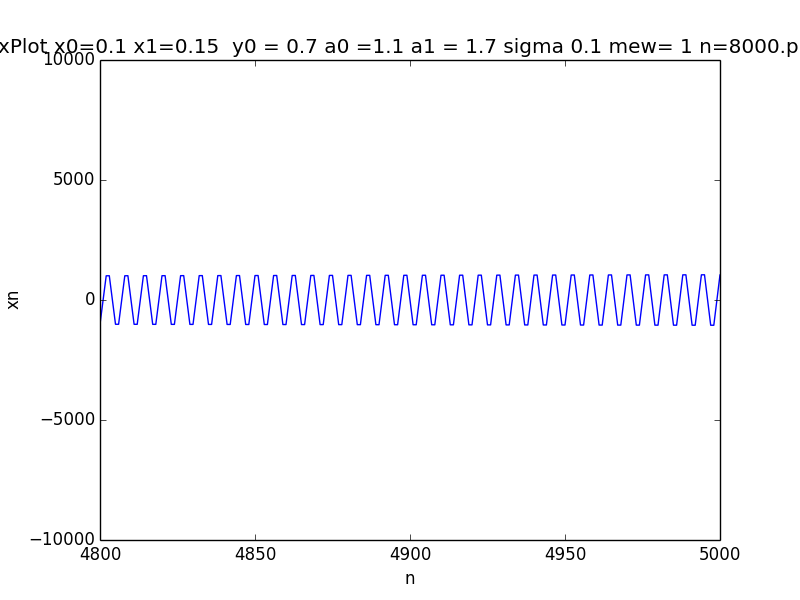 xPlot x0=0.1 x1=0.15  y0 = 0.7 a0 =1.1 a1 = 1.7 sigma 0.1 mew= 1 n=8000.p
10000
5000
0
−5000
−10000
xn
4800 4850 4900 4950 5000
n